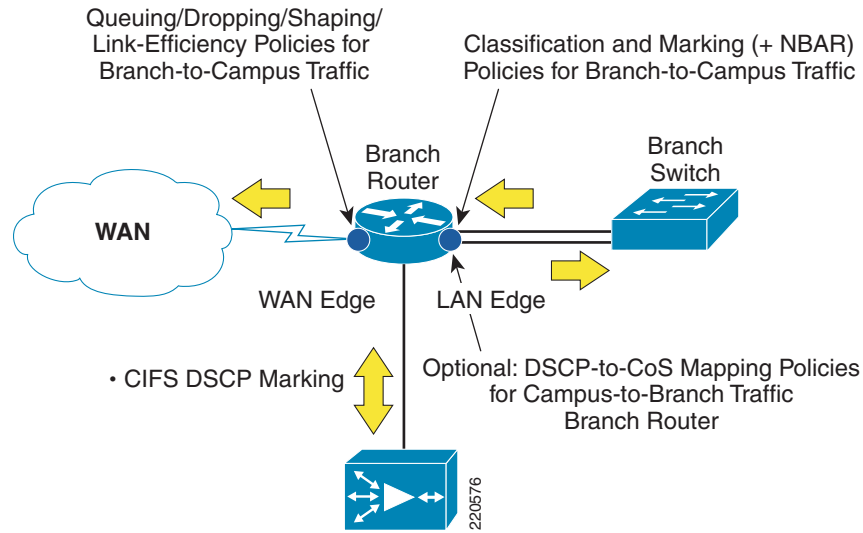 Queuing/Dropping/Shaping/
Link-Efficiency Policies for
Branch-to-Campus Traffic
Classification and Marking (+ NBAR)
Policies for Branch-to-Campus Traffic
Branch
Router
Branch
Switch
WAN
WAN Edge
LAN Edge
• CIFS DSCP Marking
Optional: DSCP-to-CoS Mapping Policies
for Campus-to-Branch Traffic
Branch Router
220576